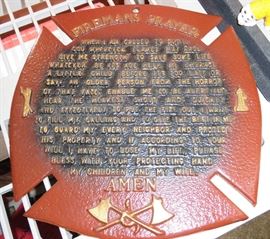 FIREMANS PRAYER
WHEN I AM CALLED TO DUTY GOD
WHEREVER FLAMES MAY RAGE
GIVE ME STRENGTH TO SAVE SOME LIFE
WHATEVER BE ITS AGE HELP ME
A LITTLE CHILD BEFORE IT'S TOO LATE OR
SAVE AN OLDER PERSON FROM THE HORROR
OF THAT FATE ENABLE ME TO BE ALERT AND
HEAR THE WEAKEST SHOUT AND QUICKLY
AND EFFICIENTLY TO PUT THE FIRE OUT I WANT
TO FILL MY CALLING AND TO GIVE THE BEST IN ME
TO GUARD MY EVERY NEIGHBOR AND PROTECT
HIS PROPERTY AND IF ACCORDING TO YOUR
WILL I HAVE TO LOSE MY LIFE PLEASE
BLESS WITH YOUR PROTECTING HAND
MY CHILDREN AND MY WIFE
AMEN